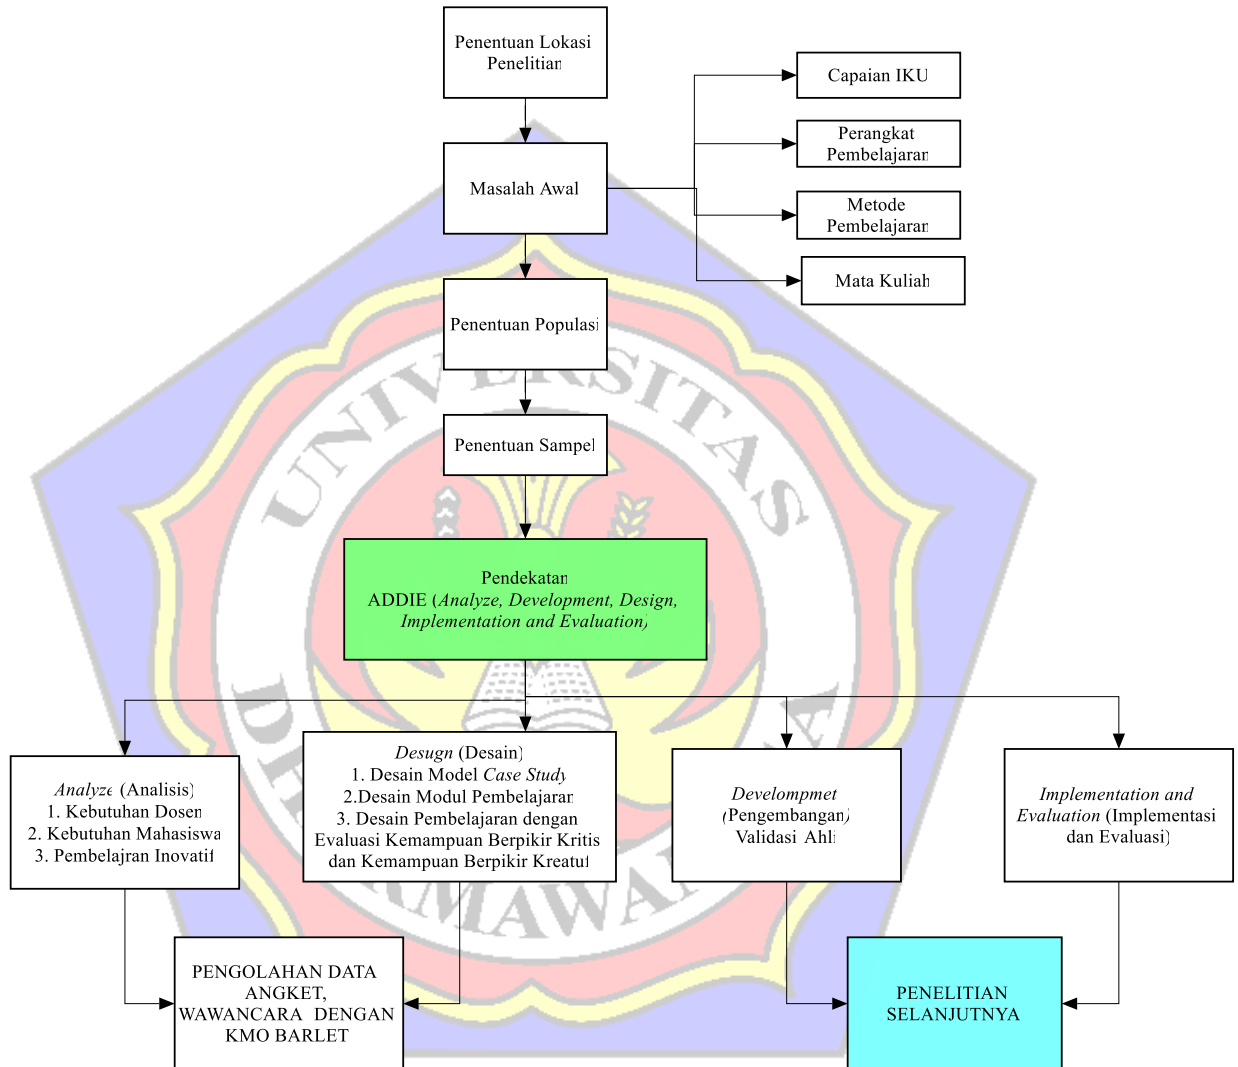 Penentuan Lokasi
Penelitian
Capaian IKU
Perangkat
Pembelajaran
Masalah Awal
Metode
Pembelajaran
Mata Kuliah
Penentuan Populasi
UNIVERSITAS
Penentuan Sampel
Pendekatan
ADDIE (Analyze, Development, Design,
Implementation and Evaluation)
Analyze (Analisis)
1. Kebutuhan Dosen
2. Kebutuhan Mahasiswa
3. Pembelajran Inovatif
Desugn (Desain)
1. Desain Model Case Study
2.Desain Modul Pembelajaran
3. Desain Pembelajaran dengan
Evaluasi Kemampuan Berpikir Kritis
dan Kemampuan Berpikir Kreatuf
Develompmet
(Pengembangan)
Validasi Ahli
Implementation and
Evaluation (Implementasi
dan Evaluasi)
PENGOLAHAN DATA
ANGKET,
WAWANCARA DENGAN
KMO BARLET
PENELITIAN
SELANJUTNYA